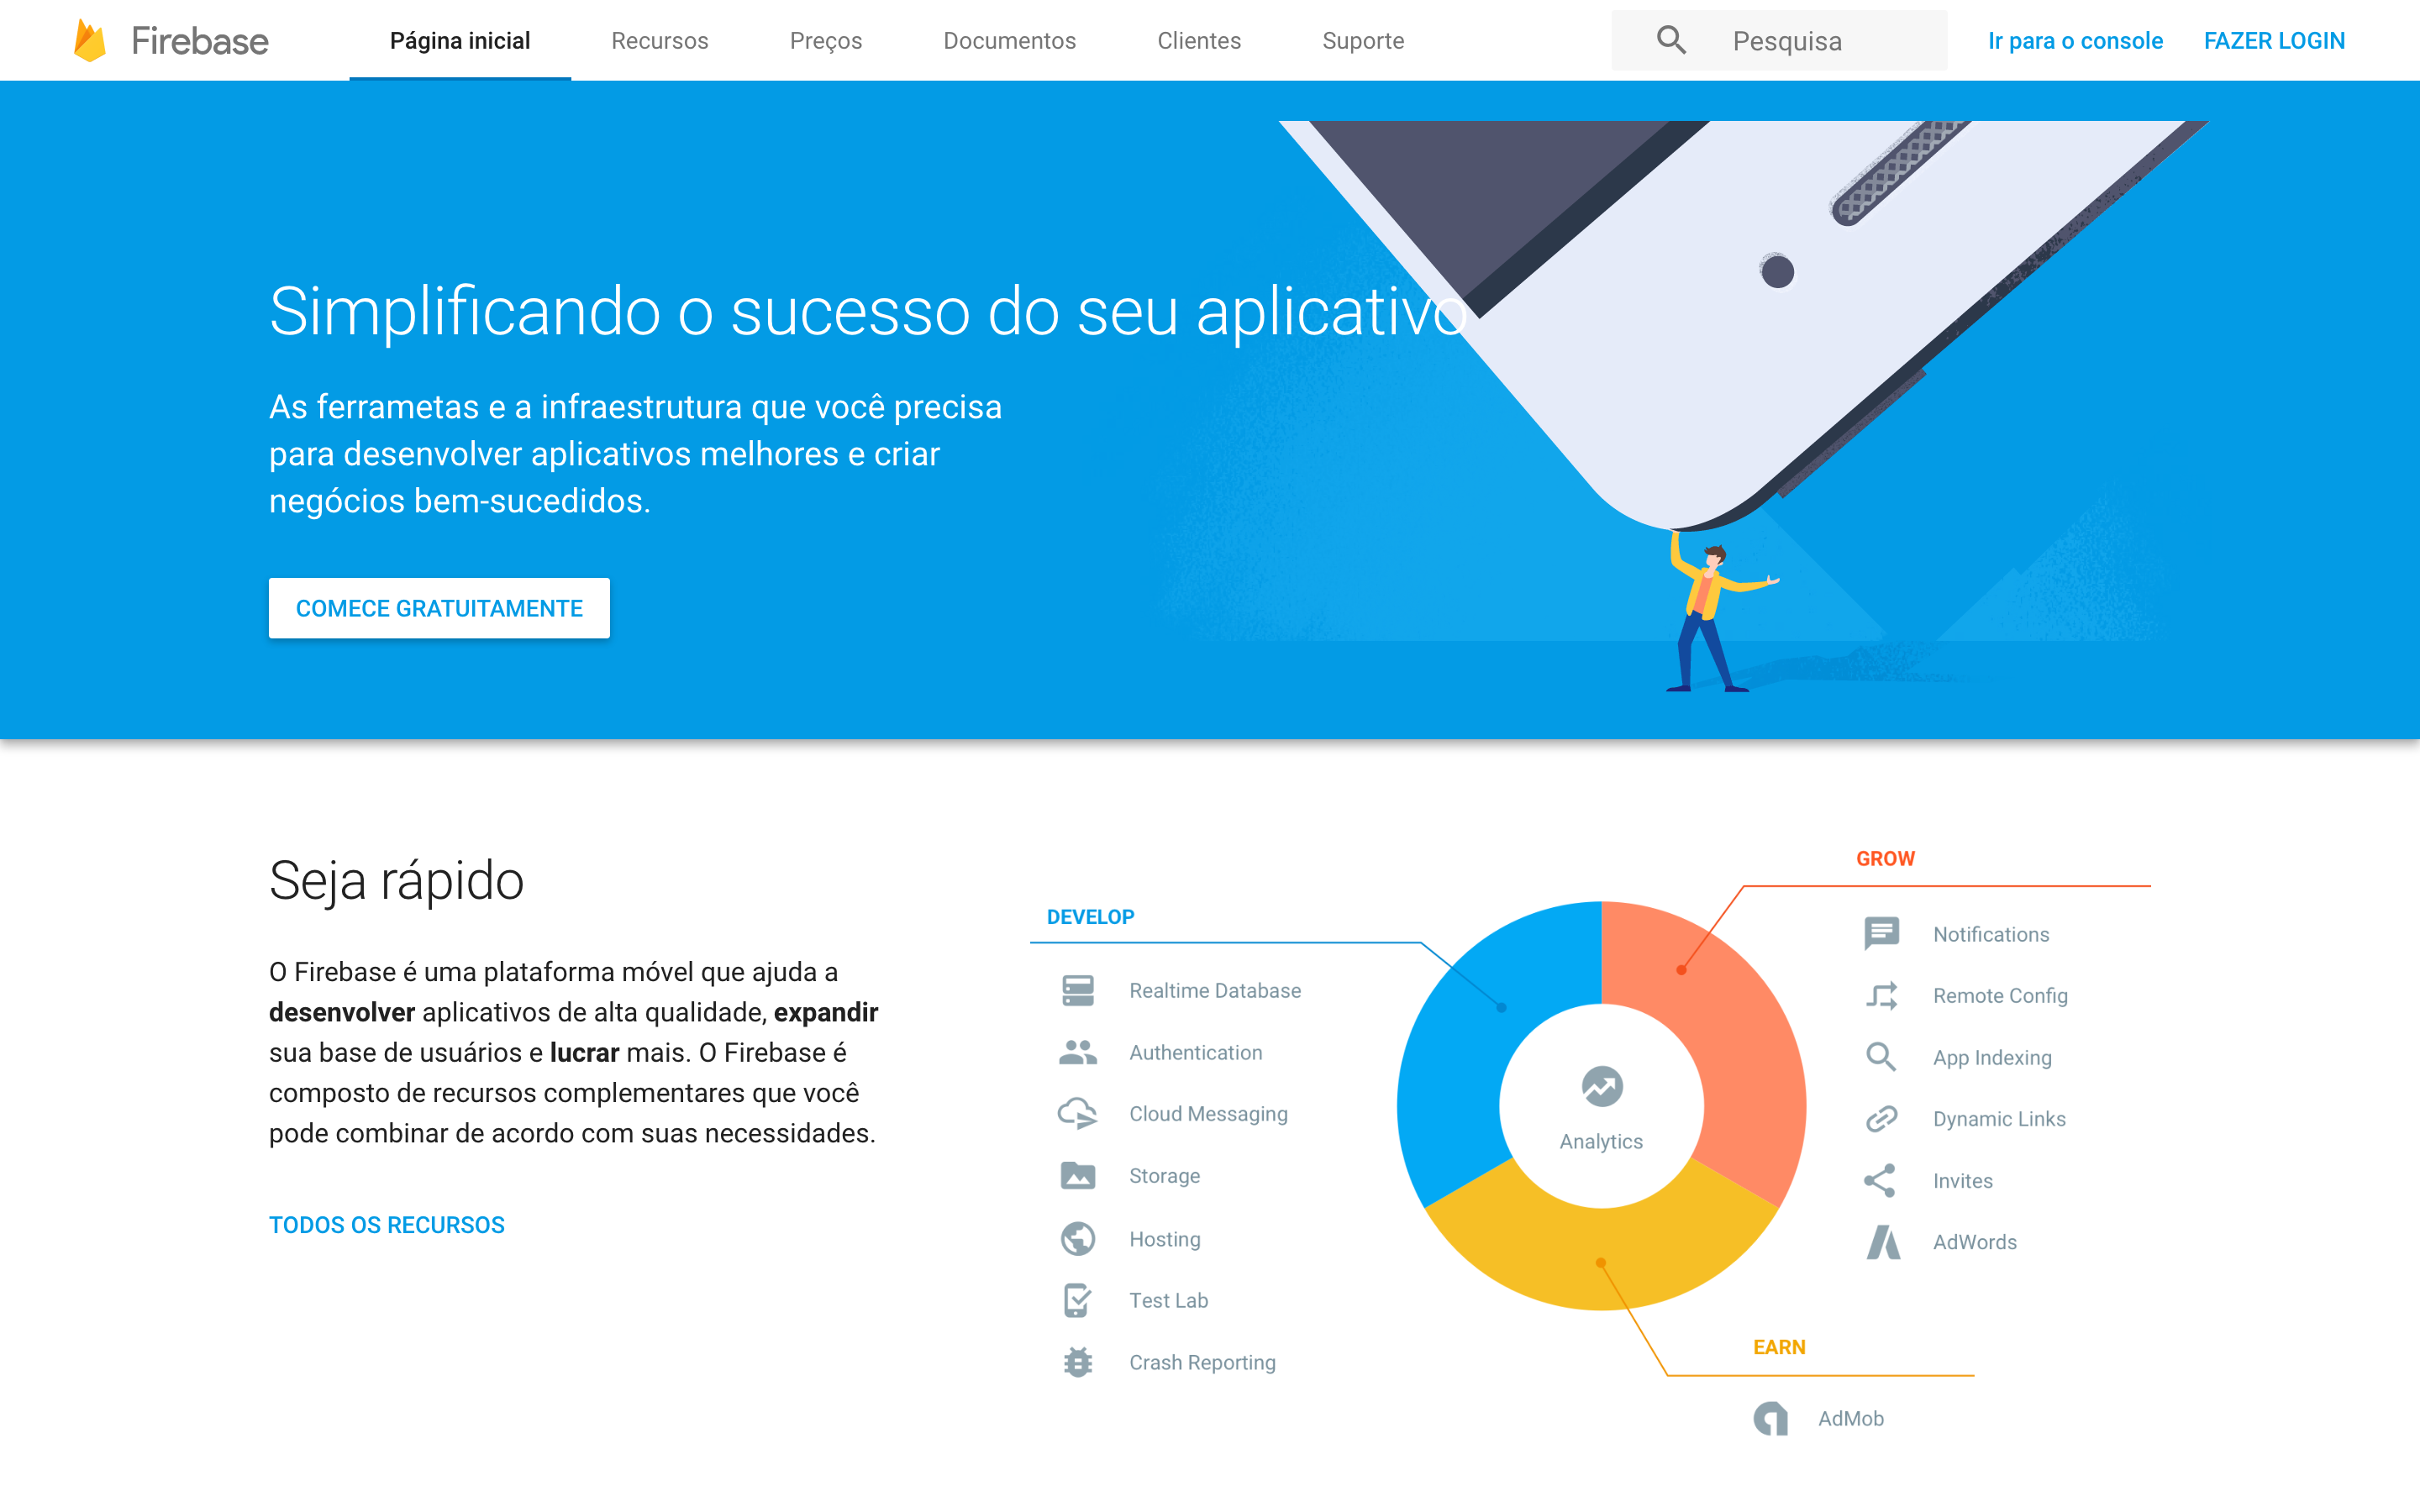 Firebase
Página inicial
Recursos
Preços
Documentos
Clientes
Suporte
Pesquisa
Ir para o console
FAZER LOGIN
Simplificando o sucesso do seu aplicativo
As ferrametas e a infraestrutura que você precisa
para desenvolver aplicativos melhores e criar
negócios bem-sucedidos.
COMECE GRATUITAMENTE
Seja rápido
O Firebase é uma plataforma móvel que ajuda a
desenvolver aplicativos de alta qualidade, expandir
sua base de usuários e lucrar mais. O Firebase é
composto de recursos complementares que você
pode combinar de acordo com suas necessidades.
TODOS OS RECURSOS
DEVELOP
Realtime Database
Authentication
Cloud Messaging
Storage
Hosting
Test Lab
Crash Reporting
Analytics
GROW
Notifications
Remote Config
App Indexing
Dynamic Links
Invites
AdWords
EARN
AdMob